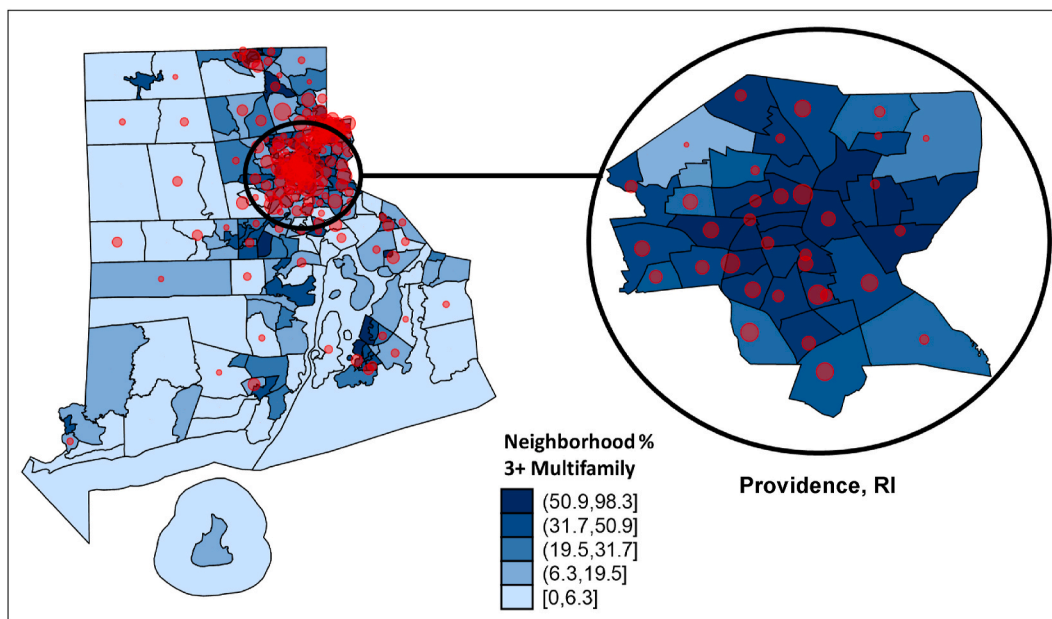 Neighborhood %
3+ Multifamily
(50.9,98.3]
(31.7,50.9]
(19.5,31.7]
(6.3,19.5]
[0,6.3]
Providence, RI